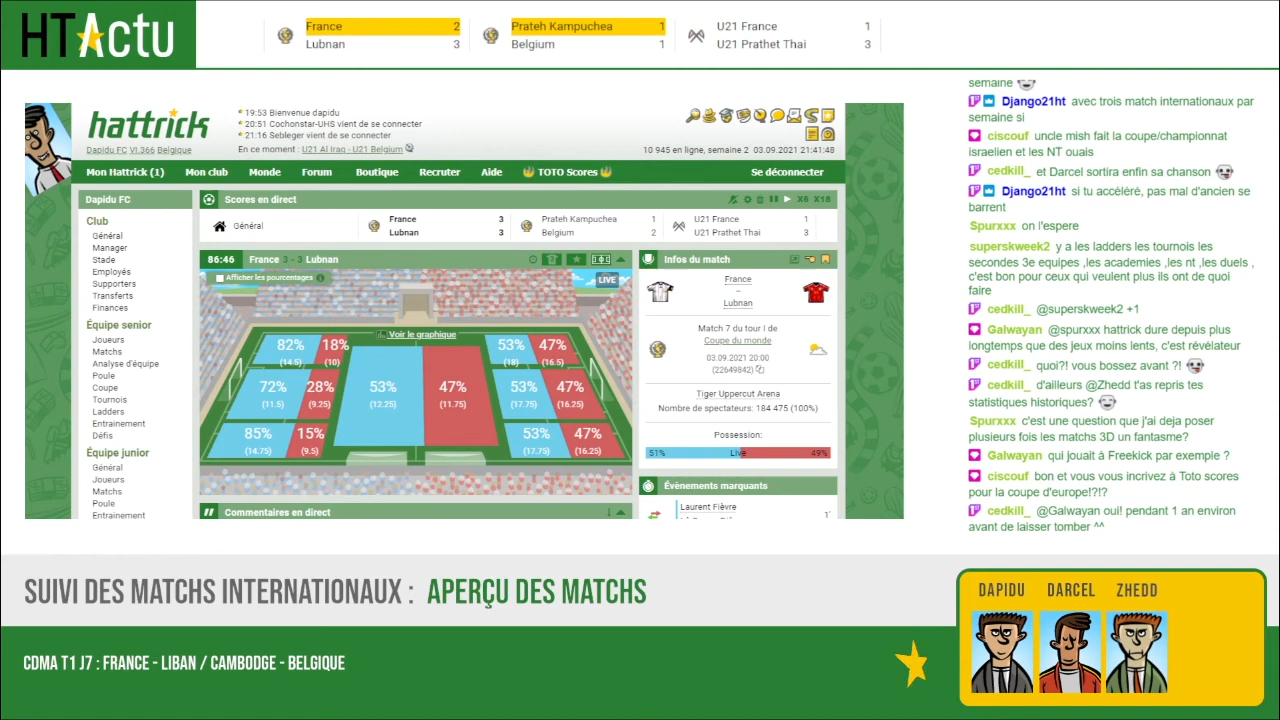 HTActu
France 2
Lubnan 3
Prateh Kampuchea 1
Belgium 1
U21 France 1
U21 Prathet Thai 3
hattrick
Dapidu FC VI.366 Belgique
19:53 Bienvenue dapidu
20:51 Cochonstar-UHS vient de se connecter
21:16 Sebleger vient de se connecter
En ce moment : U21 Al Iraq - U21 Belgium
10 945 en ligne, semaine 2 03.09.2021 21:41:48
Mon Hattrick (1) Mon club Monde Forum Boutique Recruter Aide TOTO Scores Se déconnecter
Dapidu FC
Club
Général
Manager
Stade
Employés
Supporters
Transferts
Finances
Équipe senior
Joueurs
Matchs
Analyse d'équipe
Poule
Coupe
Tournois
Ladders
Entrainement
Défis
Équipe junior
Général
Joueurs
Matchs
Poule
Entrainement
Scores en direct
X6 X18
Général
France 3
Lubnan 3
Prateh Kampuchea 1
Belgium 2
U21 France 1
U21 Prathet Thai 3
86:46 France 3 - 3 Lubnan
Afficher les pourcentages
LIVE
Voir le graphique
82% 18% 53% 47%
(14.5) (10) (18) (16.5)
72% 28% 53% 47% 53% 47%
(11.5) (9.25) (12.25) (11.75) (17.75) (16.25)
85% 15% 53% 47%
(14.75) (9.5) (17.75) (16.25)
Commentaires en direct
Infos du match
France
–
Lubnan
Match 7 du tour I de
Coupe du monde
03.09.2021 20:00
(22649842)
Tiger Uppercut Arena
Nombre de spectateurs: 184 475 (100%)
Possession:
51% Live 49%
Évènements marquants
Laurent Fièvre
1'
semaine
Django21ht avec trois match internationaux par
semaine si
ciscouf uncle mish fait la coupe/championnat
israelien et les NT ouais
cedkill_ et Darcel sortira enfin sa chanson
Django21ht si tu accéléré, pas mal d'ancien se
barrent
Spurxxx on l'espere
superskweek2 y a les ladders les tournois les
secondes 3e equipes ,les academies ,les nt ,les duels ,
c'est bon pour ceux qui veulent plus ils ont de quoi
faire
cedkill_ @superskweek2 +1
Galwayan @spurxxx hattrick dure depuis plus
longtemps que des jeux moins lents, c'est révélateur
cedkill_ quoi?! vous bossez avant ?!
cedkill_ d'ailleurs @Zhedd t'as repris tes
statistiques historiques?
Spurxxx c'est une question que j'ai deja poser
plusieurs fois les matchs 3D un fantasme?
Galwayan qui jouait à Freekick par exemple ?
ciscouf bon et vous vous incrivez à Toto scores
pour la coupe d'europe!?!?
cedkill_ @Galwayan oui! pendant 1 an environ
avant de laisser tomber ^^
SUIVI DES MATCHS INTERNATIONAUX : APERÇU DES MATCHS
CDMA T1 J7 : FRANCE - LIBAN / CAMBODGE - BELGIQUE
DAPIDU DARCEL ZHEDD